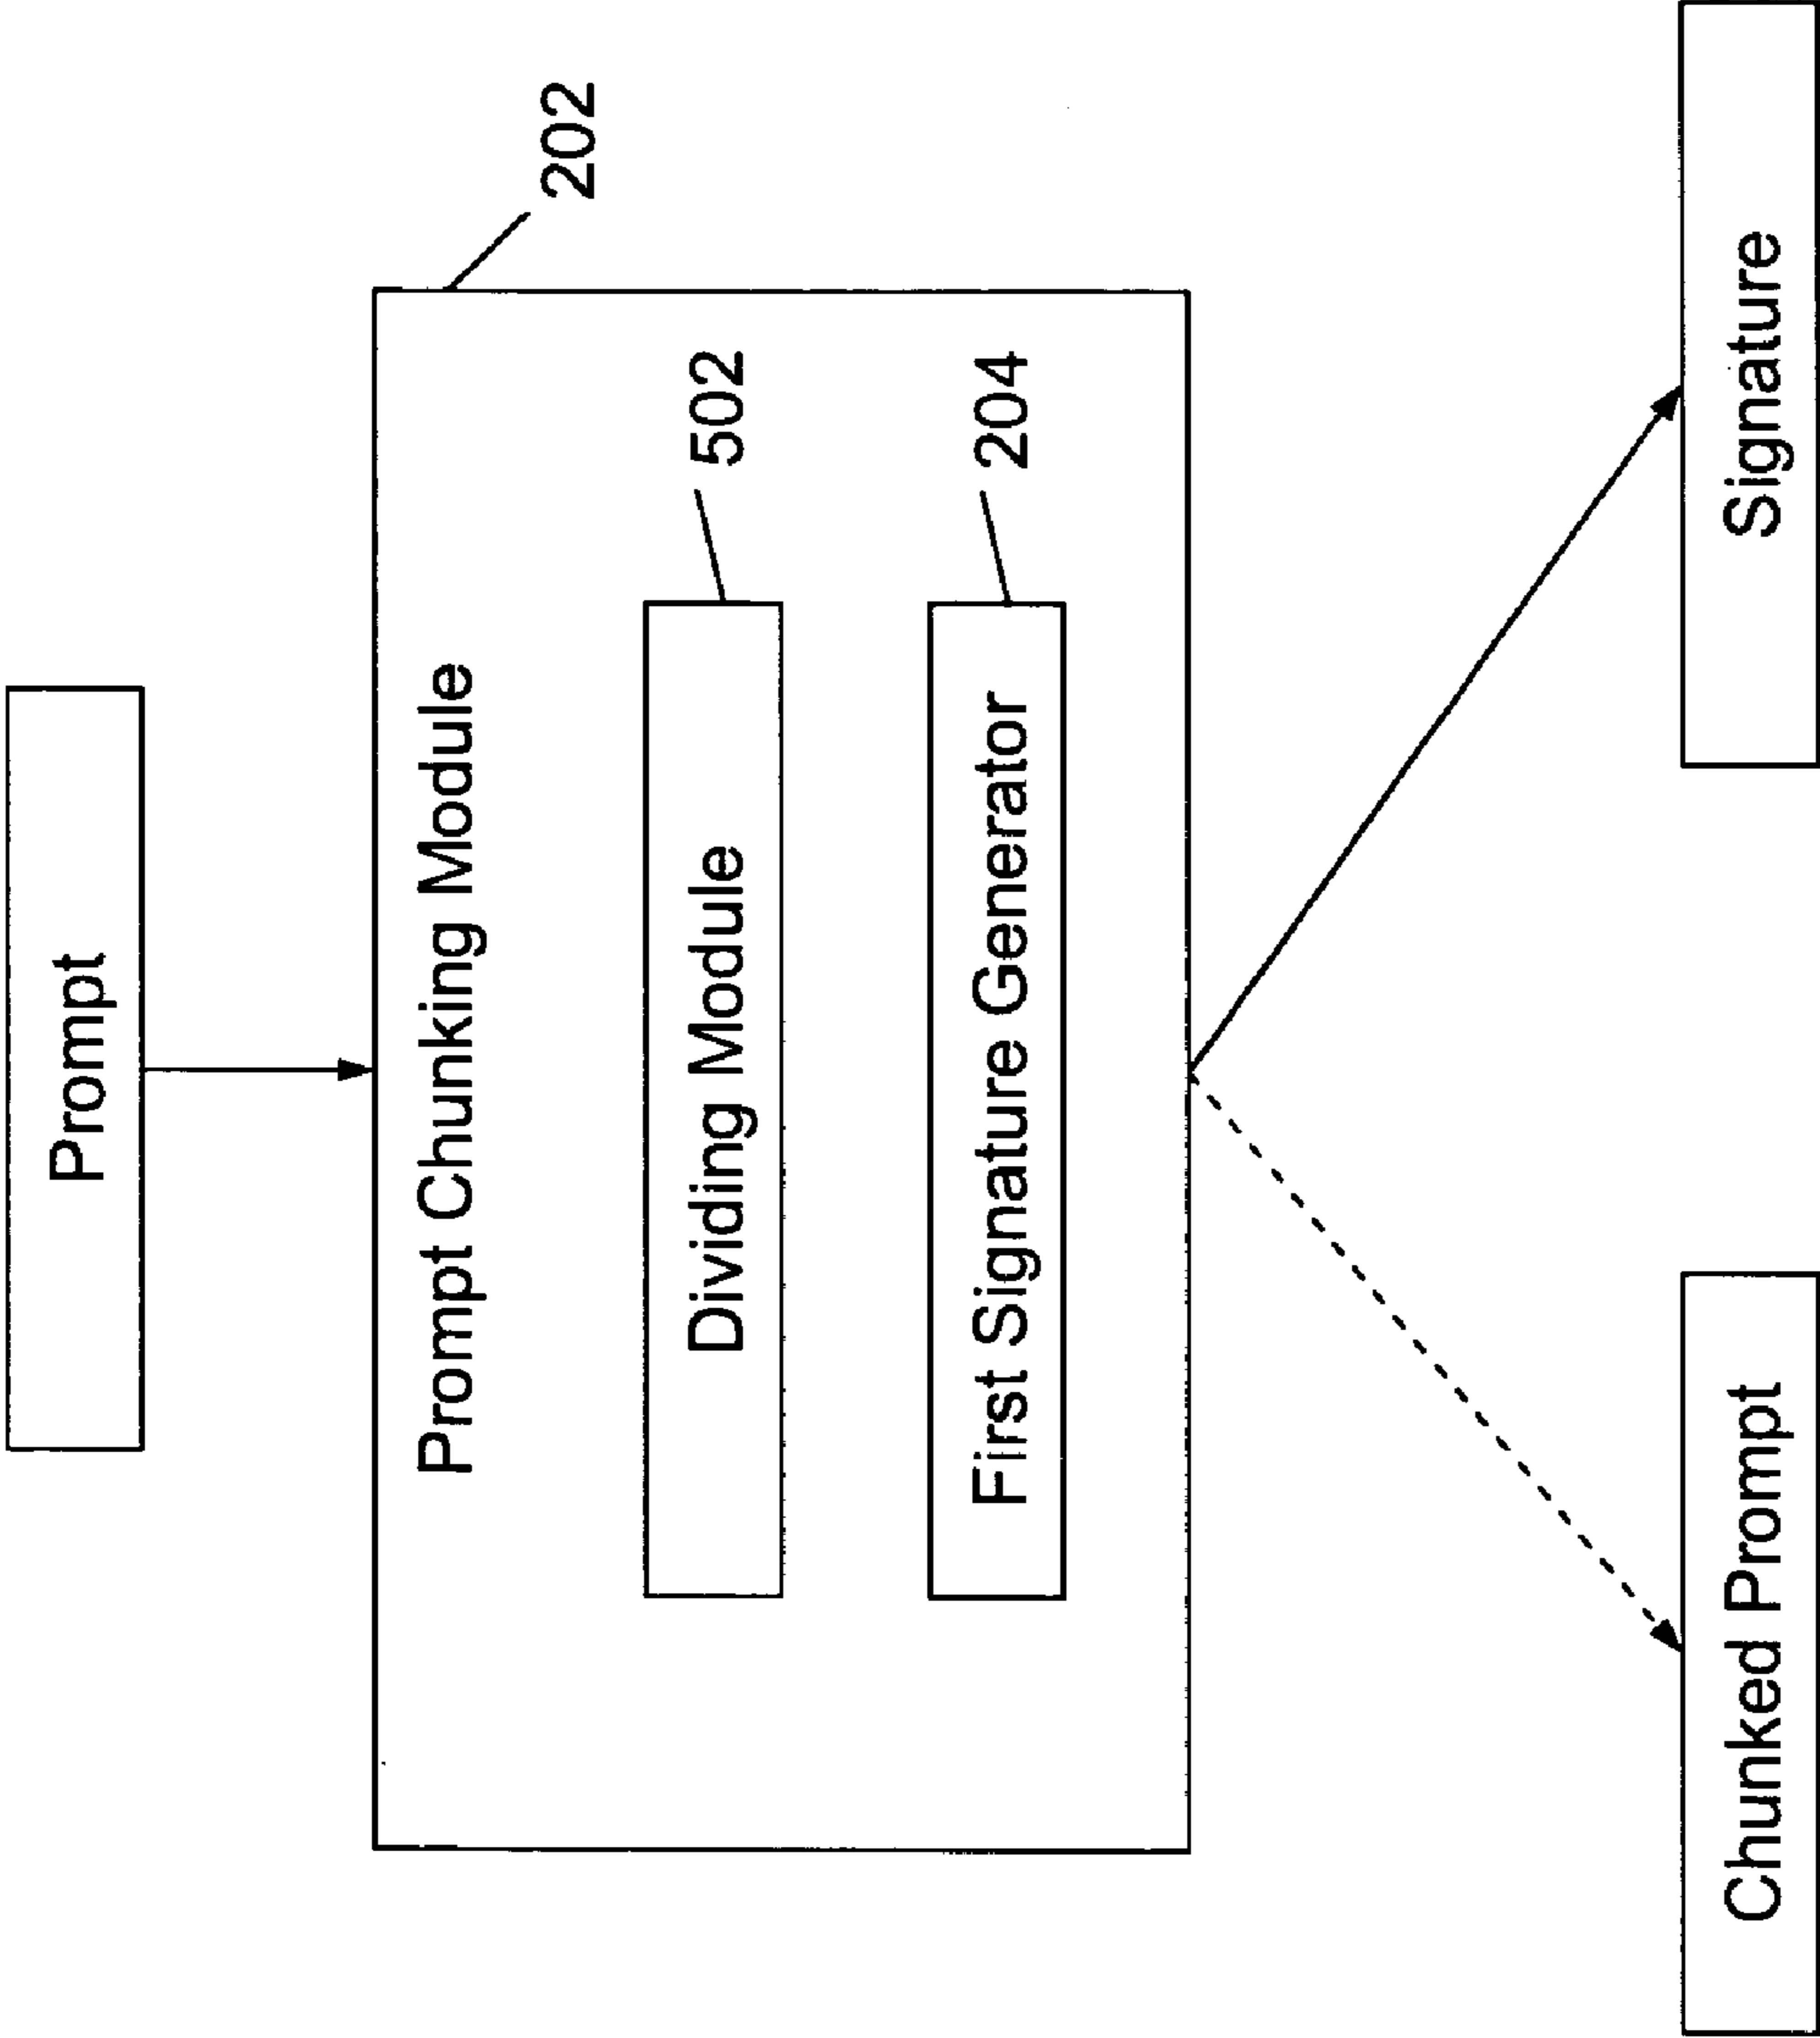 Prompt
202
Prompt Chunking Module
Dividing Module
502
First Signature Generator
204
Chunked Prompt
Signature